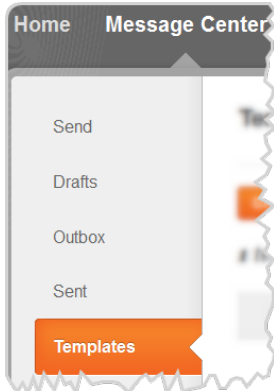 Home Message Center
Send
Drafts
Outbox
Sent
Templates